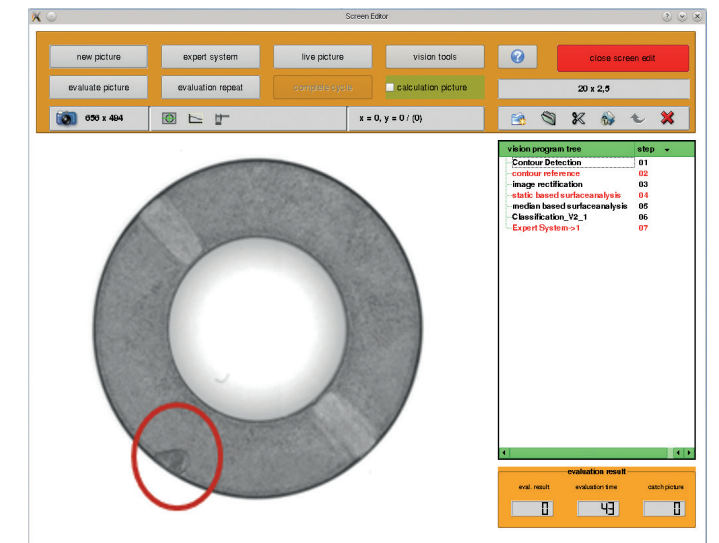 Screen Editor
new picture
expert system
live picture
vision tools
close screen edit
evaluate picture
evaluation repeat
complete cycle
calculation picture
20 x 2,5
656 x 494
x = 0, y = 0 / {0}
vision program tree step
Contour Detection 01
contour reference 02
image rectification 03
static based surfaceanalysis 04
median based surfaceanalysis 05
Classification_V2_1 06
Expert System->1 07
evaluation result
eval. result evaluation time catch picture
0 43 0